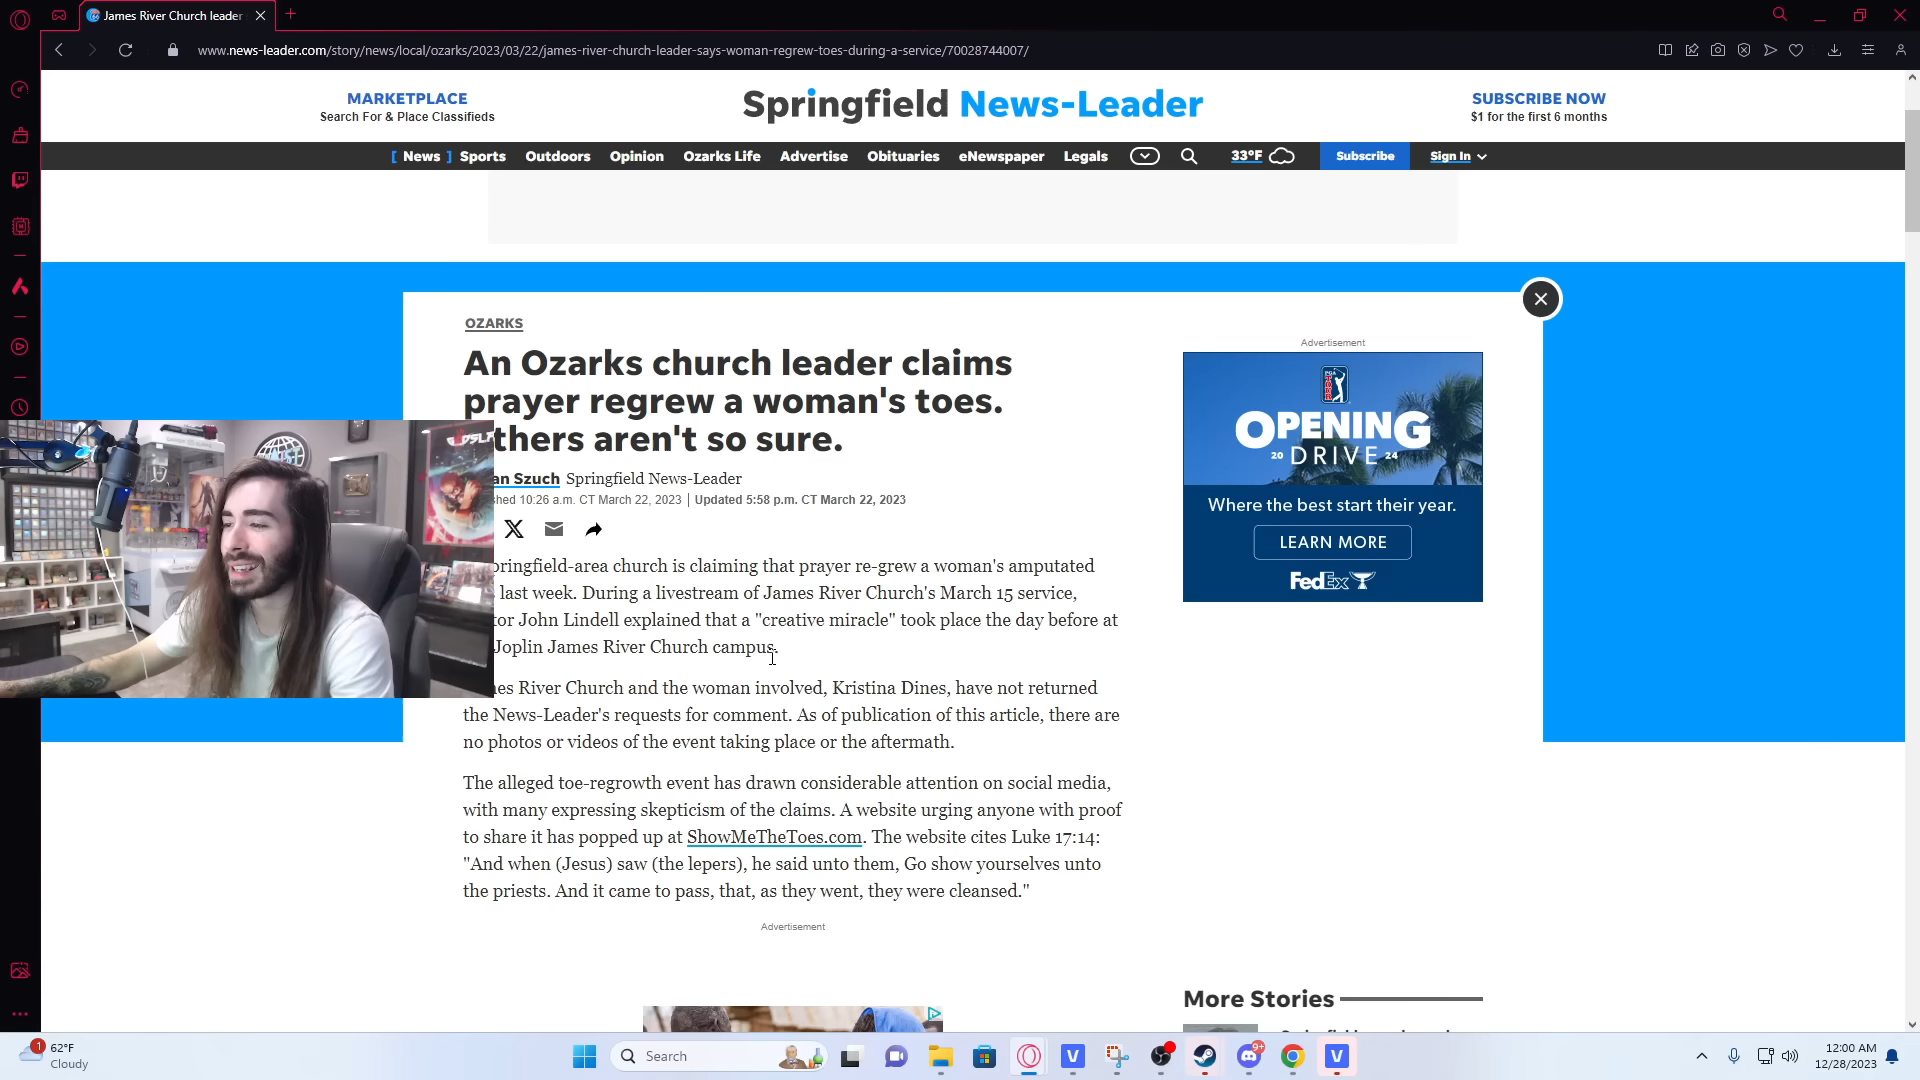 James River Church leader
www.news-leader.com/story/news/local/ozarks/2023/03/22/james-river-church-leader-says-woman-regrew-toes-during-a-service/70028744007/
MARKETPLACE
Search For & Place Classifieds
Springfield News-Leader
SUBSCRIBE NOW
$1 for the first 6 months
[ News ] Sports Outdoors Opinion Ozarks Life Advertise Obituaries eNewspaper Legals 33°F Subscribe Sign In
OZARKS
An Ozarks church leader claims
prayer regrew a woman's toes.
thers aren't so sure.
an Szuch Springfield News-Leader
hed 10:26 a.m. CT March 22, 2023 | Updated 5:58 p.m. CT March 22, 2023
pringfield-area church is claiming that prayer re-grew a woman's amputated
last week. During a livestream of James River Church's March 15 service,
tor John Lindell explained that a "creative miracle" took place the day before at
Joplin James River Church campus.
es River Church and the woman involved, Kristina Dines, have not returned
the News-Leader's requests for comment. As of publication of this article, there are
no photos or videos of the event taking place or the aftermath.
The alleged toe-regrowth event has drawn considerable attention on social media,
with many expressing skepticism of the claims. A website urging anyone with proof
to share it has popped up at ShowMeTheToes.com. The website cites Luke 17:14:
"And when (Jesus) saw (the lepers), he said unto them, Go show yourselves unto
the priests. And it came to pass, that, as they went, they were cleansed."
Advertisement
Advertisement
PGA TOUR
OPENING
20 DRIVE 24
Where the best start their year.
LEARN MORE
FedEx
More Stories
1
62°F
Cloudy
Search
9+
12:00 AM
12/28/2023